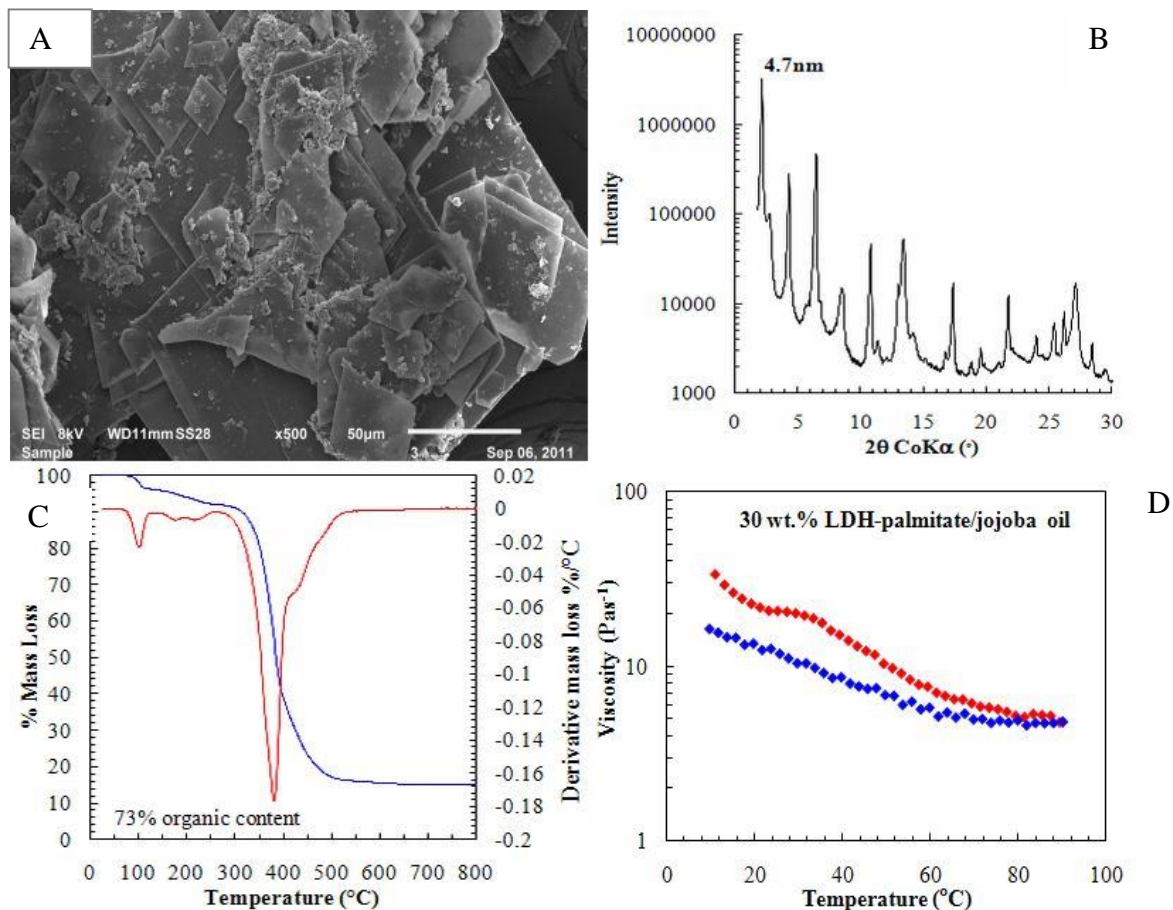 A
SEI 8kV WD11mm SS28 x500 50µm
Sample Sep 06, 2011
B
4.7nm
10000000
1000000
100000
10000
1000
Intensity
0 5 10 15 20 25 30
2θ CoKα (°)
C
100
90
80
70
60
50
40
30
20
10
0
% Mass Loss
0.02
0
-0.02
-0.04
-0.06
-0.08
-0.1
-0.12
-0.14
-0.16
-0.18
-0.2
Derivative mass loss %/°C
73% organic content
0 100 200 300 400 500 600 700 800
Temperature (°C)
D
30 wt.% LDH-palmitate/jojoba oil
100
10
1
Viscosity (Pas⁻¹)
0 20 40 60 80 100
Temperature (°C)